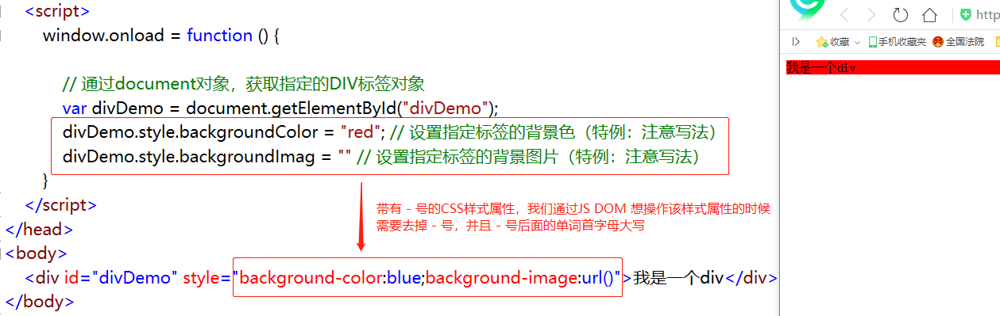 <script>
window.onload = function () {
// 通过document对象，获取指定的DIV标签对象
var divDemo = document.getElementById("divDemo");
divDemo.style.backgroundColor = "red"; // 设置指定标签的背景色（特例：注意写法）
divDemo.style.backgroundImag = "" // 设置指定标签的背景图片（特例：注意写法）
}
</script>
带有 - 号的CSS样式属性，我们通过JS DOM 想操作该样式属性的时候
需要去掉 - 号，并且 - 号后面的单词首字母大写
</head>
<body>
<div id="divDemo" style="background-color:blue;background-image:url()">我是一个div</div>
</body>
http
收藏 手机收藏夹 全国法院
我是一个div